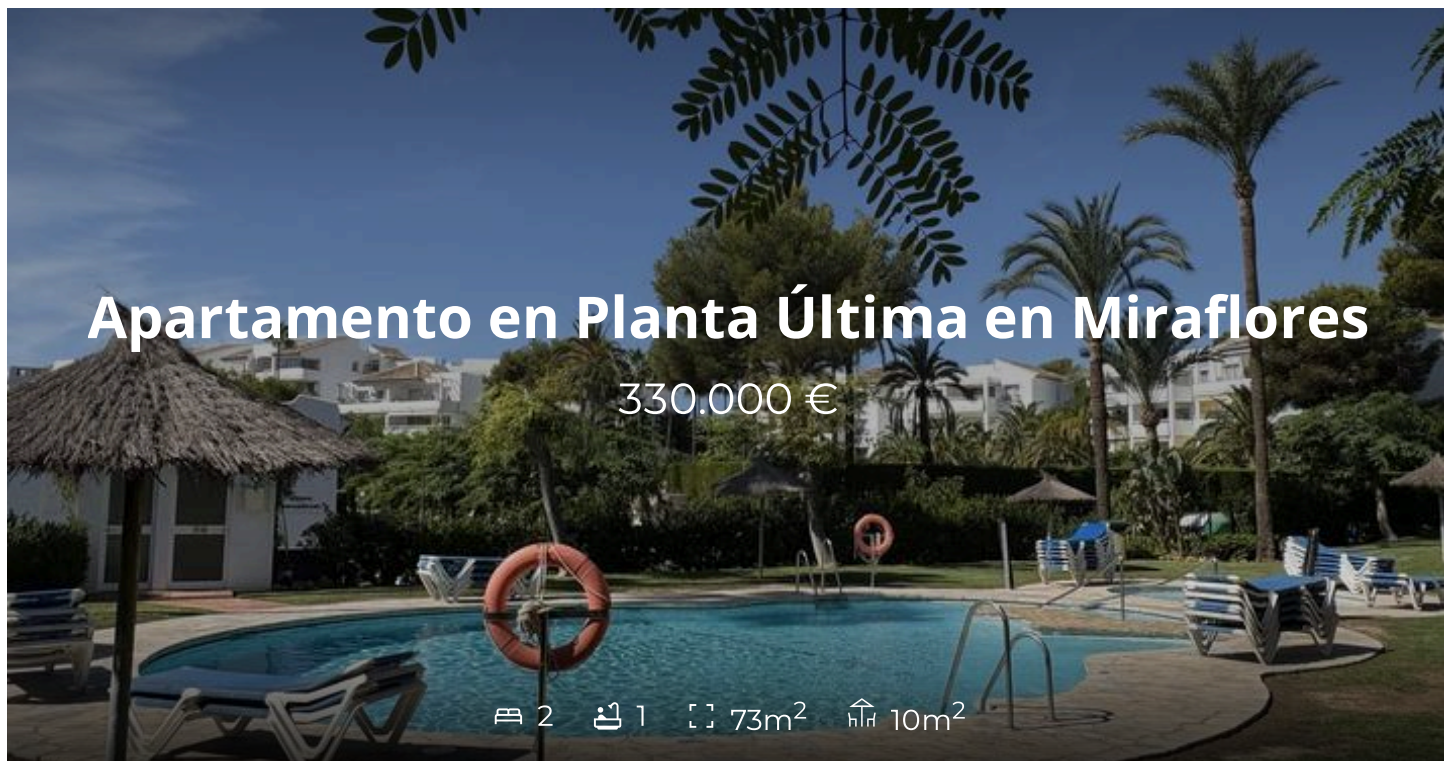 Apartamento en Planta Última en Miraflores
330.000 €
2 1 73m² 10m²